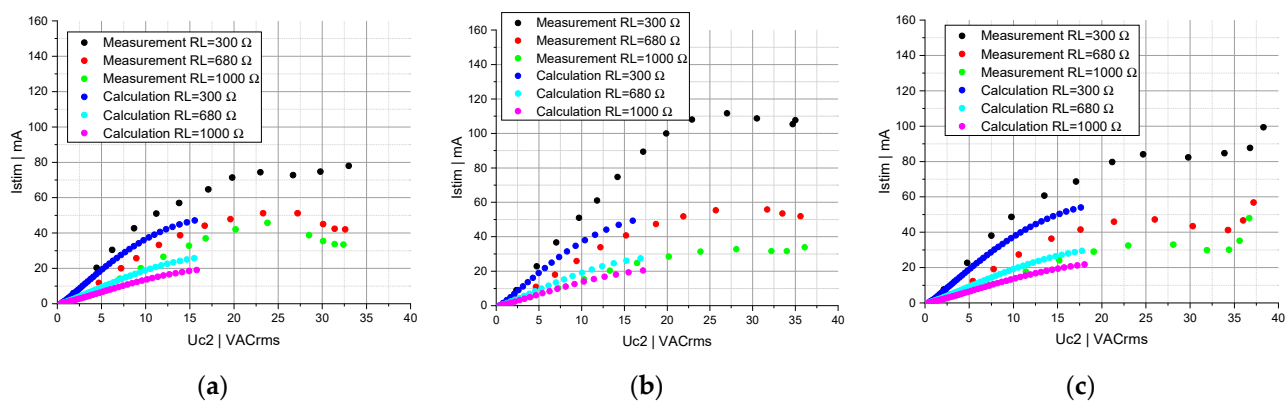 160
140
120
100
80
60
40
20
0
Istim | mA
Measurement RL=300 Ω
Measurement RL=680 Ω
Measurement RL=1000 Ω
Calculation RL=300 Ω
Calculation RL=680 Ω
Calculation RL=1000 Ω
0 5 10 15 20 25 30 35 40
Uc2 | VACrms
(a)
160
140
120
100
80
60
40
20
0
Istim | mA
Measurement RL=300 Ω
Measurement RL=680 Ω
Measurement RL=1000 Ω
Calculation RL=300 Ω
Calculation RL=680 Ω
Calculation RL=1000 Ω
0 5 10 15 20 25 30 35 40
Uc2 | VACrms
(b)
160
140
120
100
80
60
40
20
0
Istim | mA
Measurement RL=300 Ω
Measurement RL=680 Ω
Measurement RL=1000 Ω
Calculation RL=300 Ω
Calculation RL=680 Ω
Calculation RL=1000 Ω
0 5 10 15 20 25 30 35 40
Uc2 | VACrms
(c)